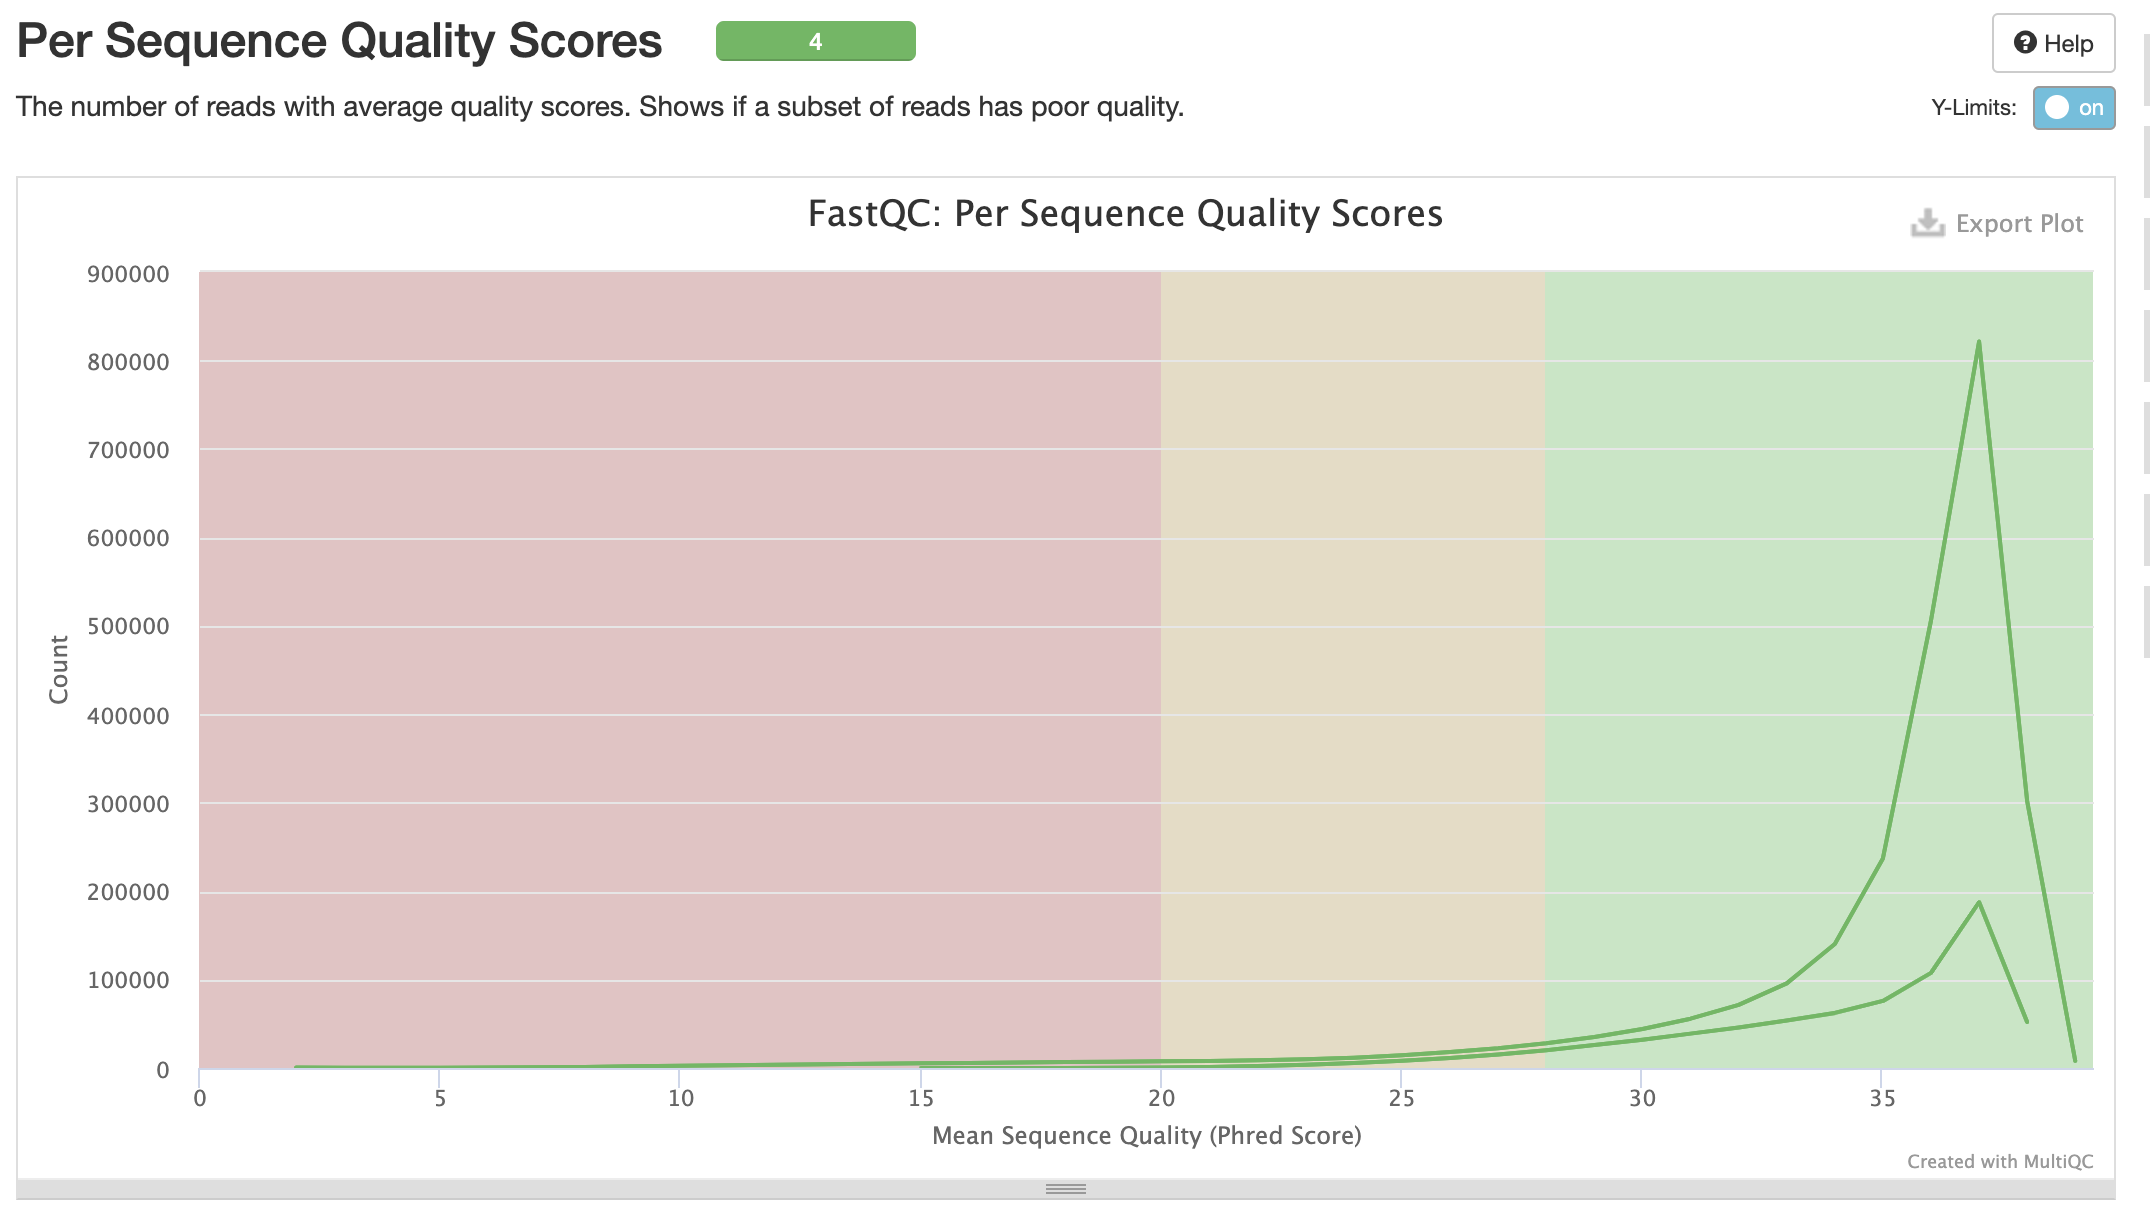 Per Sequence Quality Scores
4
Help
The number of reads with average quality scores. Shows if a subset of reads has poor quality.
Y-Limits: on
FastQC: Per Sequence Quality Scores
Export Plot
900000
800000
700000
600000
500000
400000
300000
200000
100000
0
Count
0 5 10 15 20 25 30 35
Mean Sequence Quality (Phred Score)
Created with MultiQC